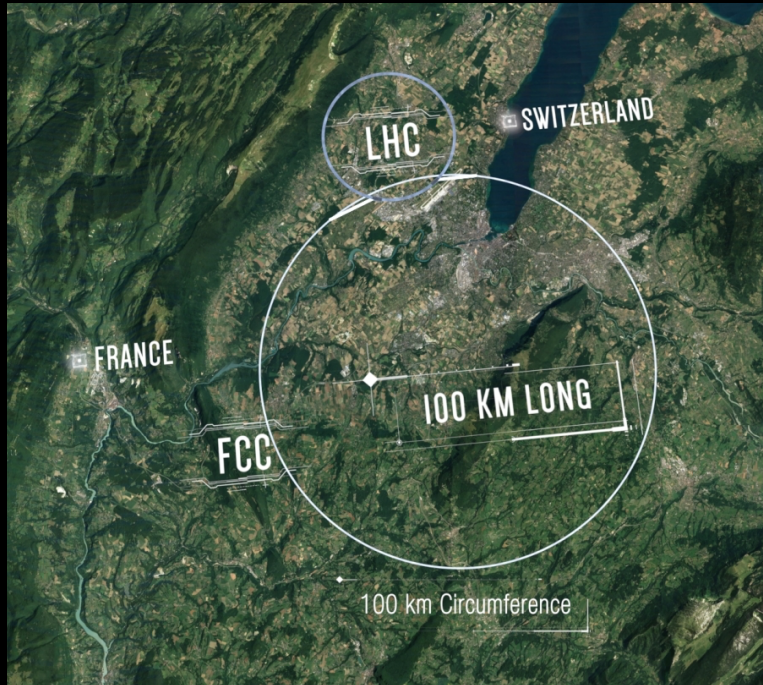 LHC
SWITZERLAND
FRANCE
100 KM LONG
FCC
100 km Circumference